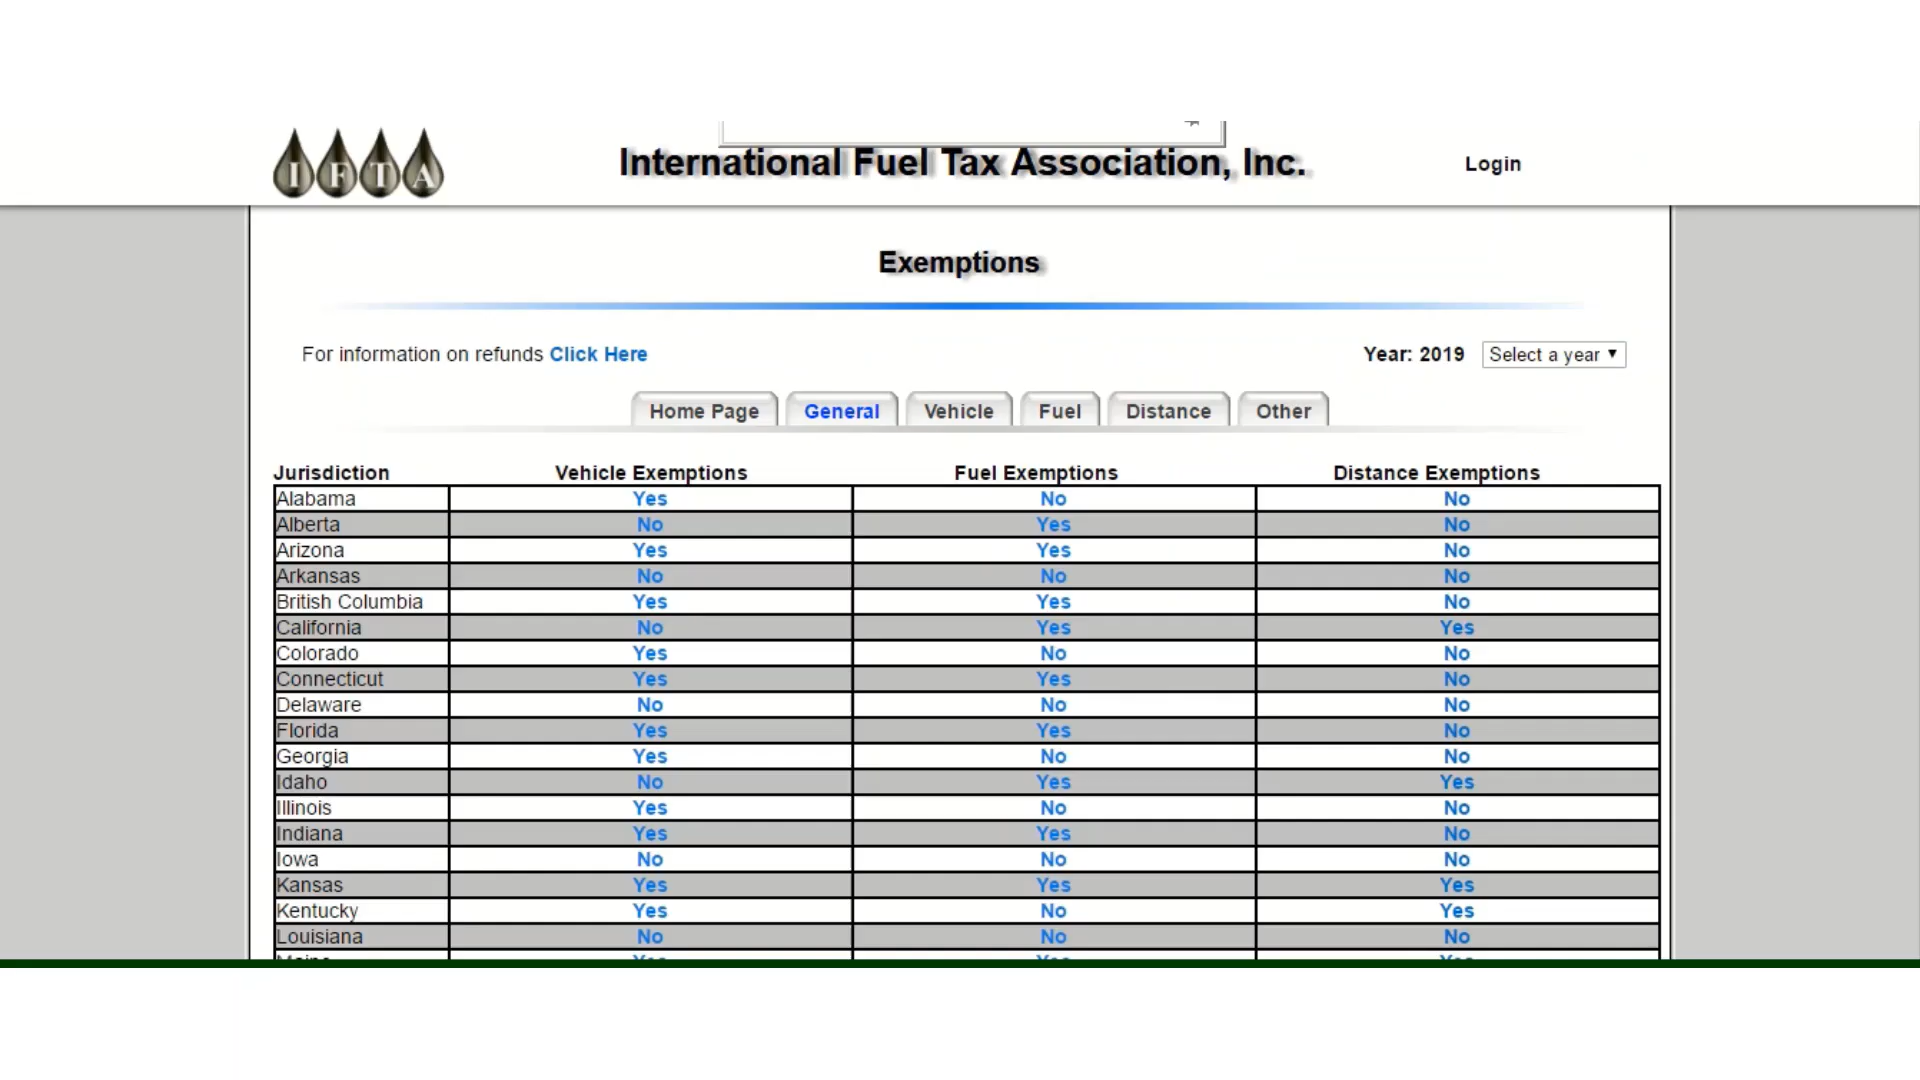 I F T A
International Fuel Tax Association, Inc.
Login
Exemptions
For information on refunds Click Here
Year: 2019 Select a year
Home Page General Vehicle Fuel Distance Other
Jurisdiction Vehicle Exemptions Fuel Exemptions Distance Exemptions
Alabama Yes No No
Alberta No Yes No
Arizona Yes Yes No
Arkansas No No No
British Columbia Yes Yes No
California No Yes Yes
Colorado Yes No No
Connecticut Yes Yes No
Delaware No No No
Florida Yes Yes No
Georgia Yes No No
Idaho No Yes Yes
Illinois Yes No No
Indiana Yes Yes No
Iowa No No No
Kansas Yes Yes Yes
Kentucky Yes No Yes
Louisiana No No No